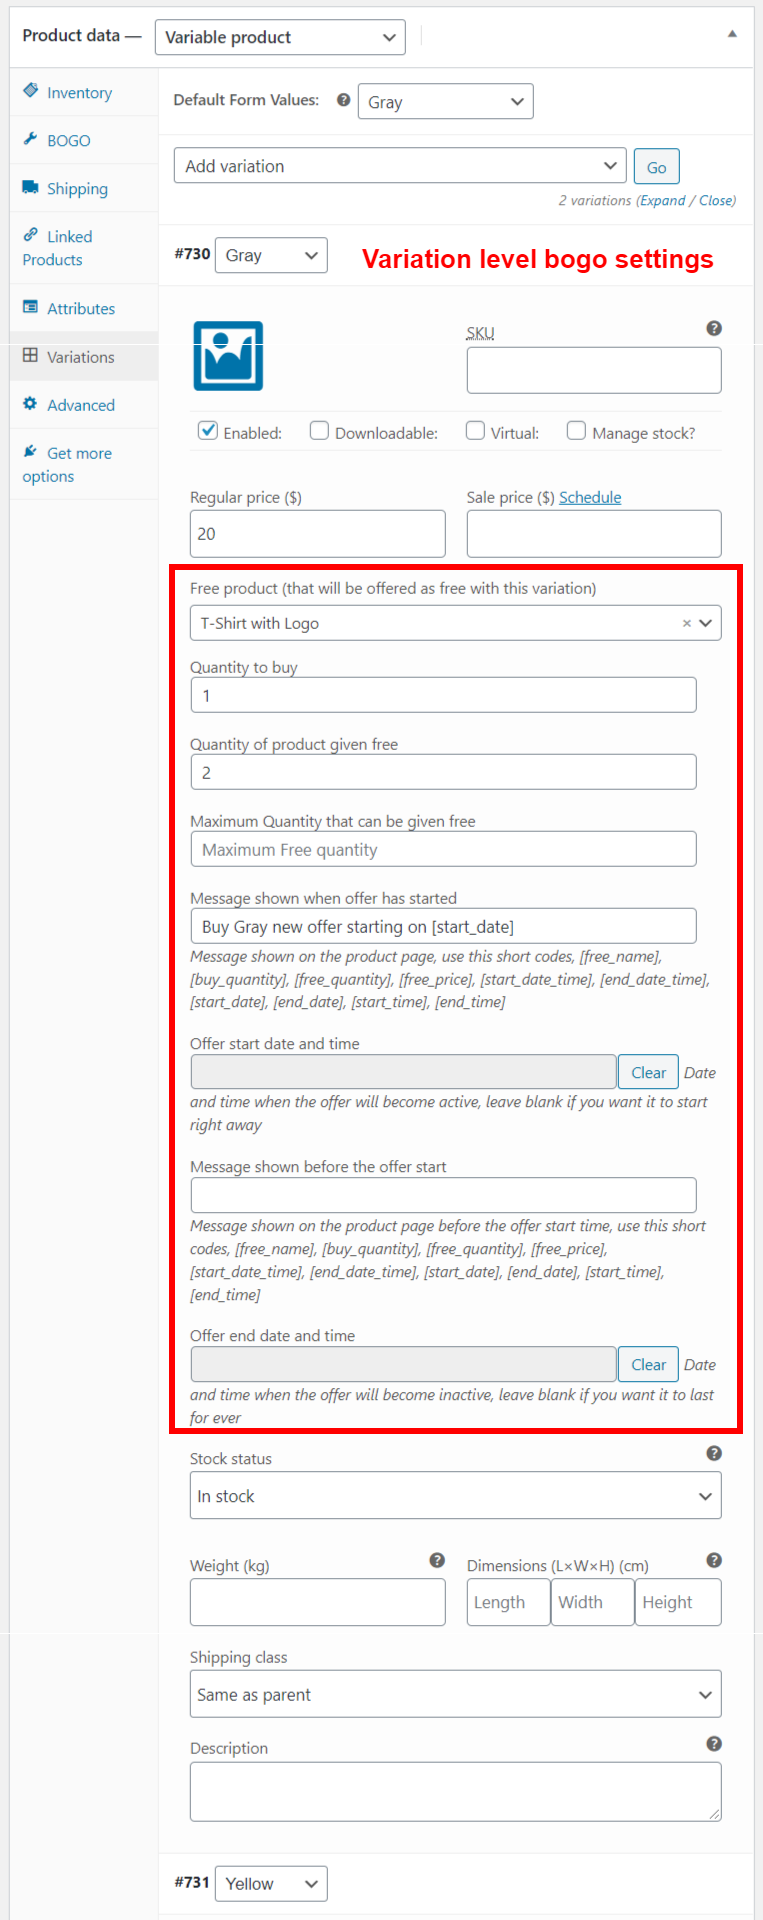 Product data — Variable product
Inventory
BOGO
Shipping
Linked
Products
Attributes
Variations
Advanced
Get more
options
Default Form Values: ? Gray
Add variation Go
2 variations (Expand / Close)
#730 Gray Variation level bogo settings
SKU ?
Enabled: Downloadable: Virtual: Manage stock?
Regular price ($) Sale price ($) Schedule
20
Free product (that will be offered as free with this variation)
T-Shirt with Logo ×
Quantity to buy
1
Quantity of product given free
2
Maximum Quantity that can be given free
Maximum Free quantity
Message shown when offer has started
Buy Gray new offer starting on [start_date]
Message shown on the product page, use this short codes, [free_name],
[buy_quantity], [free_quantity], [free_price], [start_date_time], [end_date_time],
[start_date], [end_date], [start_time], [end_time]
Offer start date and time
Clear Date
and time when the offer will become active, leave blank if you want it to start
right away
Message shown before the offer start
Message shown on the product page before the offer start time, use this short
codes, [free_name], [buy_quantity], [free_quantity], [free_price],
[start_date_time], [end_date_time], [start_date], [end_date], [start_time],
[end_time]
Offer end date and time
Clear Date
and time when the offer will become inactive, leave blank if you want it to last
for ever
Stock status ?
In stock
Weight (kg) ? Dimensions (L×W×H) (cm) ?
Length Width Height
Shipping class
Same as parent
Description ?
#731 Yellow